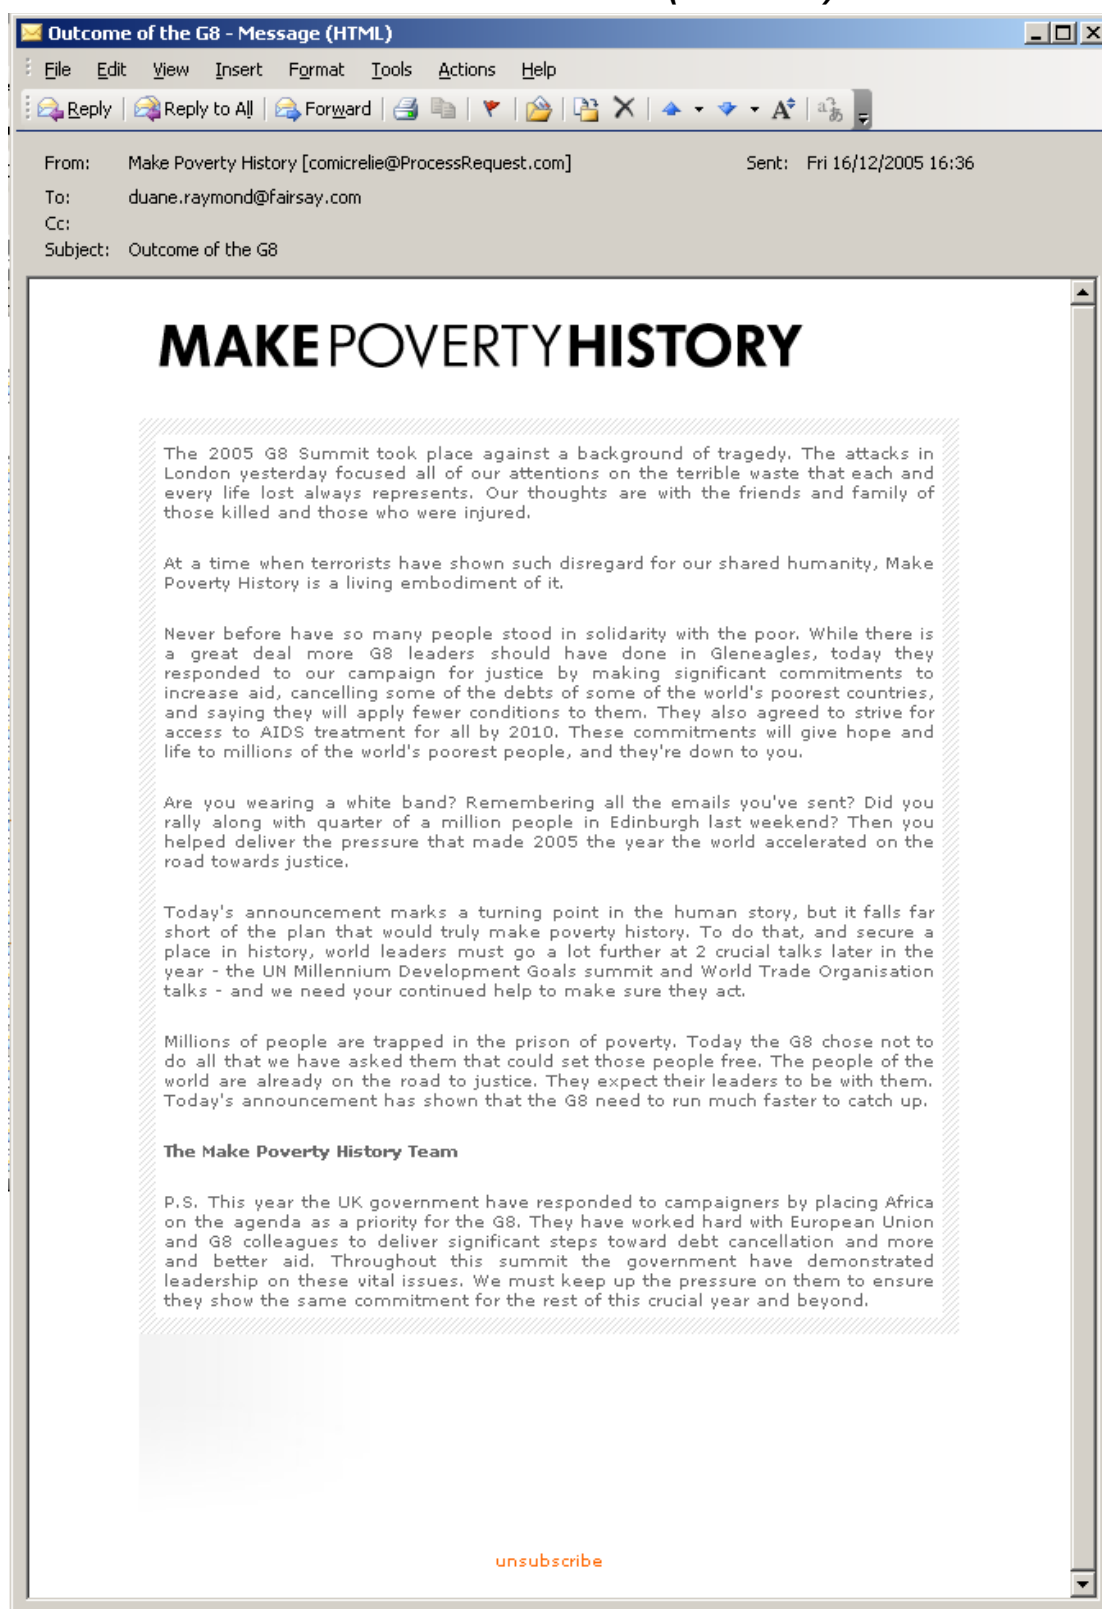 Outcome of the G8 - Message (HTML)
File Edit View Insert Format Tools Actions Help
Reply Reply to All Forward
From: Make Poverty History [comicrelie@ProcessRequest.com] Sent: Fri 16/12/2005 16:36
To: duane.raymond@fairsay.com
Cc:
Subject: Outcome of the G8
MAKEPOVERTYHISTORY
The 2005 G8 Summit took place against a background of tragedy. The attacks in
London yesterday focused all of our attentions on the terrible waste that each and
every life lost always represents. Our thoughts are with the friends and family of
those killed and those who were injured.
At a time when terrorists have shown such disregard for our shared humanity, Make
Poverty History is a living embodiment of it.
Never before have so many people stood in solidarity with the poor. While there is
a great deal more G8 leaders should have done in Gleneagles, today they
responded to our campaign for justice by making significant commitments to
increase aid, cancelling some of the debts of some of the world's poorest countries,
and saying they will apply fewer conditions to them. They also agreed to strive for
access to AIDS treatment for all by 2010. These commitments will give hope and
life to millions of the world's poorest people, and they're down to you.
Are you wearing a white band? Remembering all the emails you've sent? Did you
rally along with quarter of a million people in Edinburgh last weekend? Then you
helped deliver the pressure that made 2005 the year the world accelerated on the
road towards justice.
Today's announcement marks a turning point in the human story, but it falls far
short of the plan that would truly make poverty history. To do that, and secure a
place in history, world leaders must go a lot further at 2 crucial talks later in the
year - the UN Millennium Development Goals summit and World Trade Organisation
talks - and we need your continued help to make sure they act.
Millions of people are trapped in the prison of poverty. Today the G8 chose not to
do all that we have asked them that could set those people free. The people of the
world are already on the road to justice. They expect their leaders to be with them.
Today's announcement has shown that the G8 need to run much faster to catch up.
The Make Poverty History Team
P.S. This year the UK government have responded to campaigners by placing Africa
on the agenda as a priority for the G8. They have worked hard with European Union
and G8 colleagues to deliver significant steps toward debt cancellation and more
and better aid. Throughout this summit the government have demonstrated
leadership on these vital issues. We must keep up the pressure on them to ensure
they show the same commitment for the rest of this crucial year and beyond.
unsubscribe